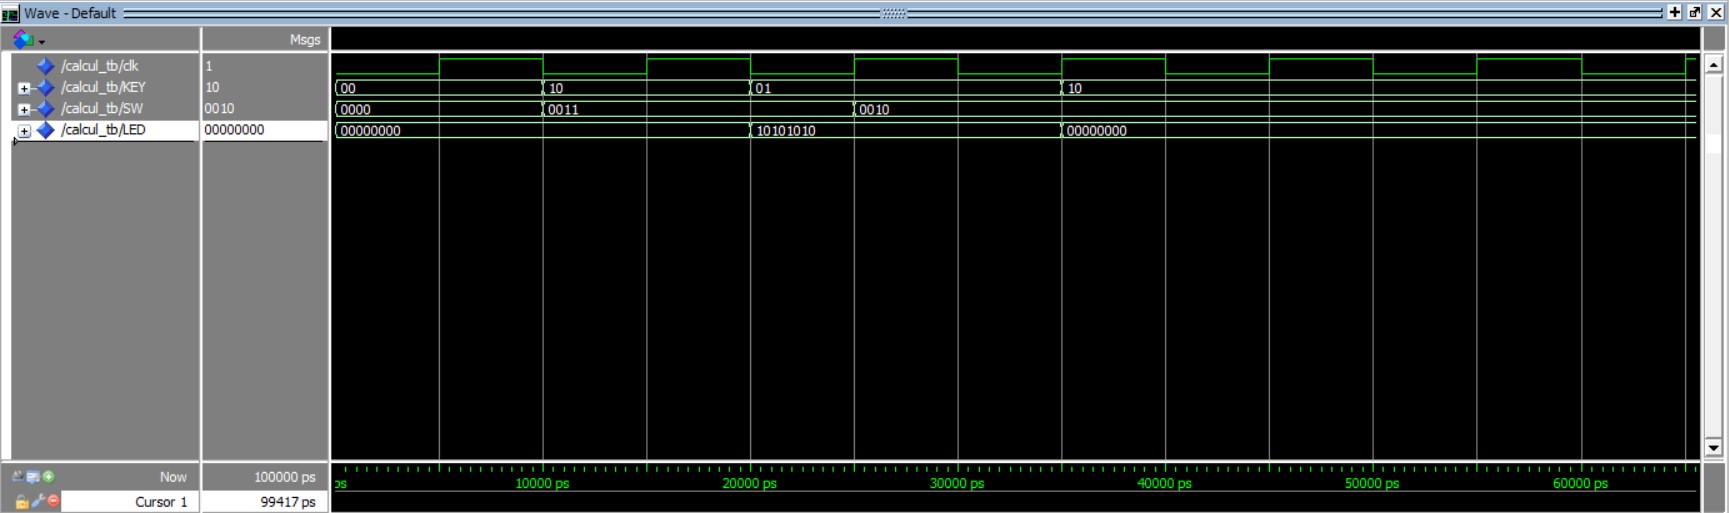 Wave - Default
Msgs
/calcul_tb/clk 1
/calcul_tb/KEY 10 00 10 01 10
/calcul_tb/SW 0010 0000 0011 0010
/calcul_tb/LED 00000000 00000000 10101010 00000000
Now 100000 ps ps 10000 ps 20000 ps 30000 ps 40000 ps 50000 ps 60000 ps
Cursor 1 99417 ps